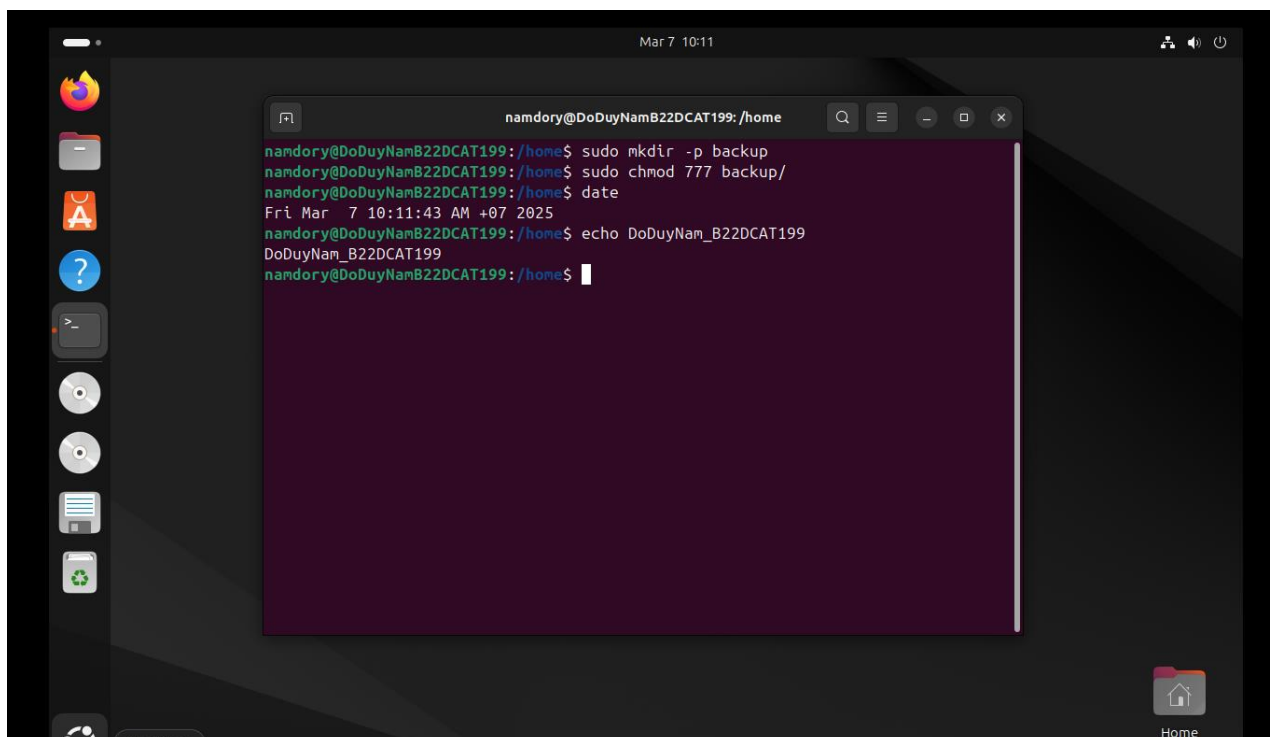 Mar 7 10:11
namdory@DoDuyNamB22DCAT199: /home
namdory@DoDuyNamB22DCAT199:/home$ sudo mkdir -p backup
namdory@DoDuyNamB22DCAT199:/home$ sudo chmod 777 backup/
namdory@DoDuyNamB22DCAT199:/home$ date
Fri Mar  7 10:11:43 AM +07 2025
namdory@DoDuyNamB22DCAT199:/home$ echo DoDuyNam_B22DCAT199
DoDuyNam_B22DCAT199
namdory@DoDuyNamB22DCAT199:/home$
Home